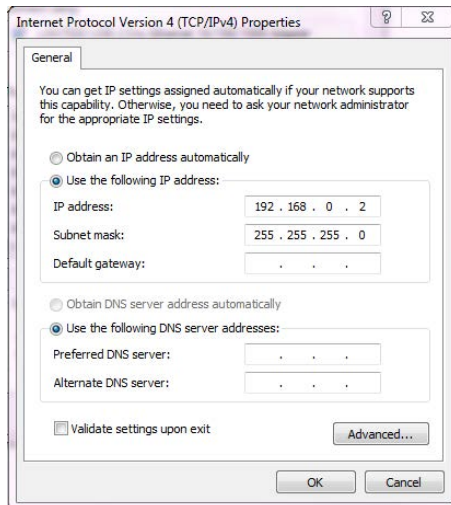 Internet Protocol Version 4 (TCP/IPv4) Properties
General
You can get IP settings assigned automatically if your network supports
this capability. Otherwise, you need to ask your network administrator
for the appropriate IP settings.
Obtain an IP address automatically
Use the following IP address:
IP address: 192 . 168 . 0 . 2
Subnet mask: 255 . 255 . 255 . 0
Default gateway: . . .
Obtain DNS server address automatically
Use the following DNS server addresses:
Preferred DNS server: . . .
Alternate DNS server: . . .
Validate settings upon exit
Advanced...
OK Cancel